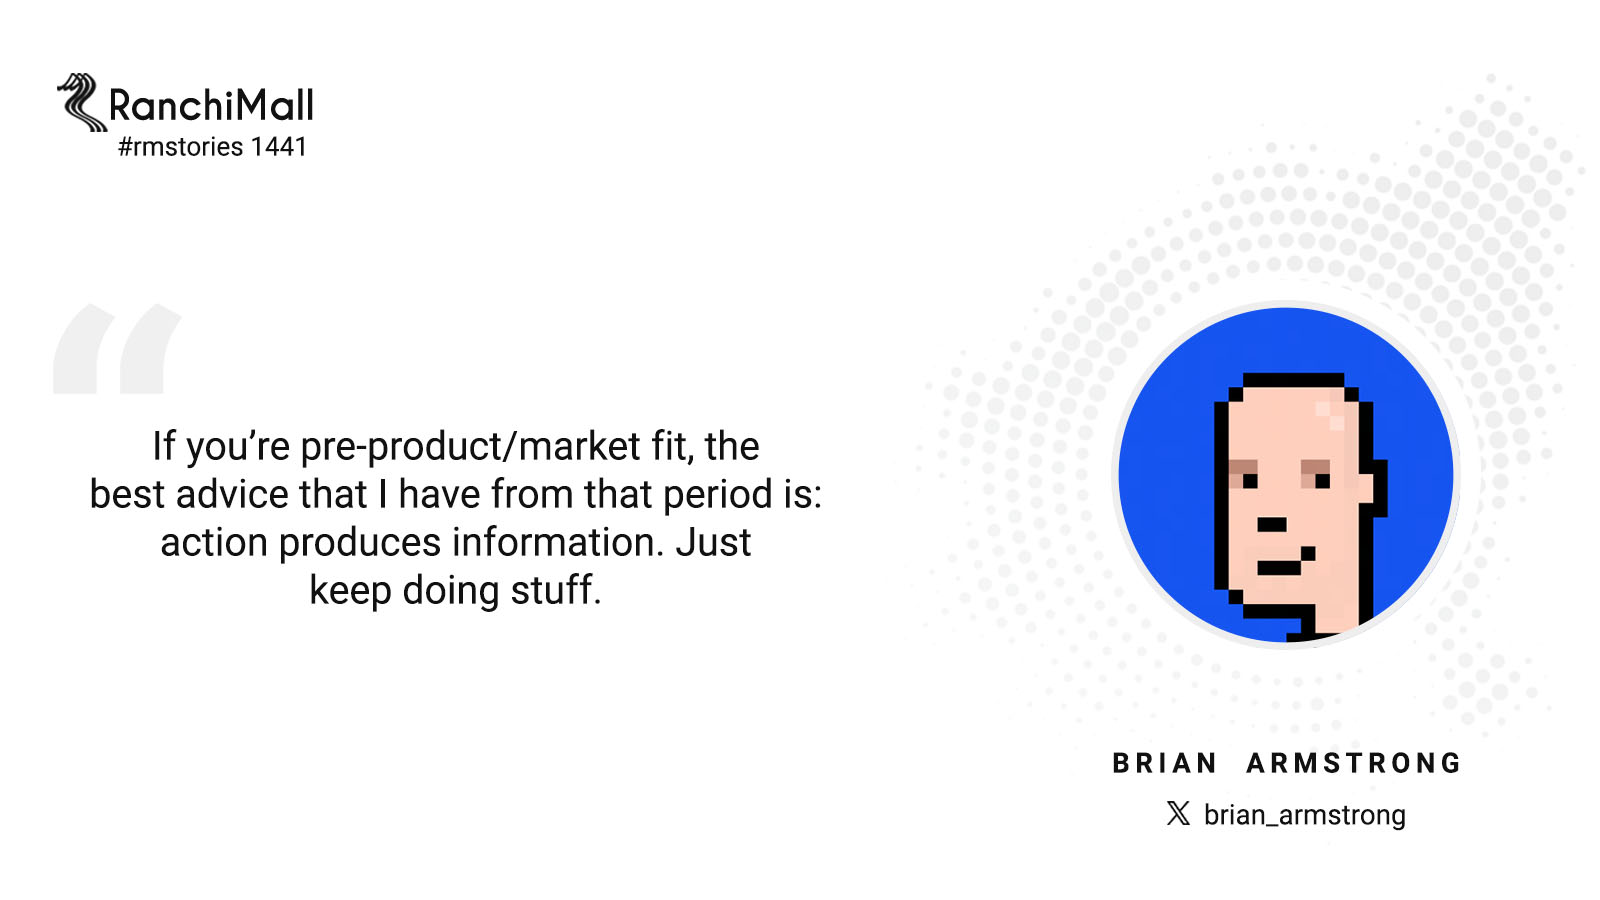 RanchiMall
#rmstories 1441
“
If you’re pre-product/market fit, the
best advice that I have from that period is:
action produces information. Just
keep doing stuff.
BRIAN ARMSTRONG
𝕏 brian_armstrong